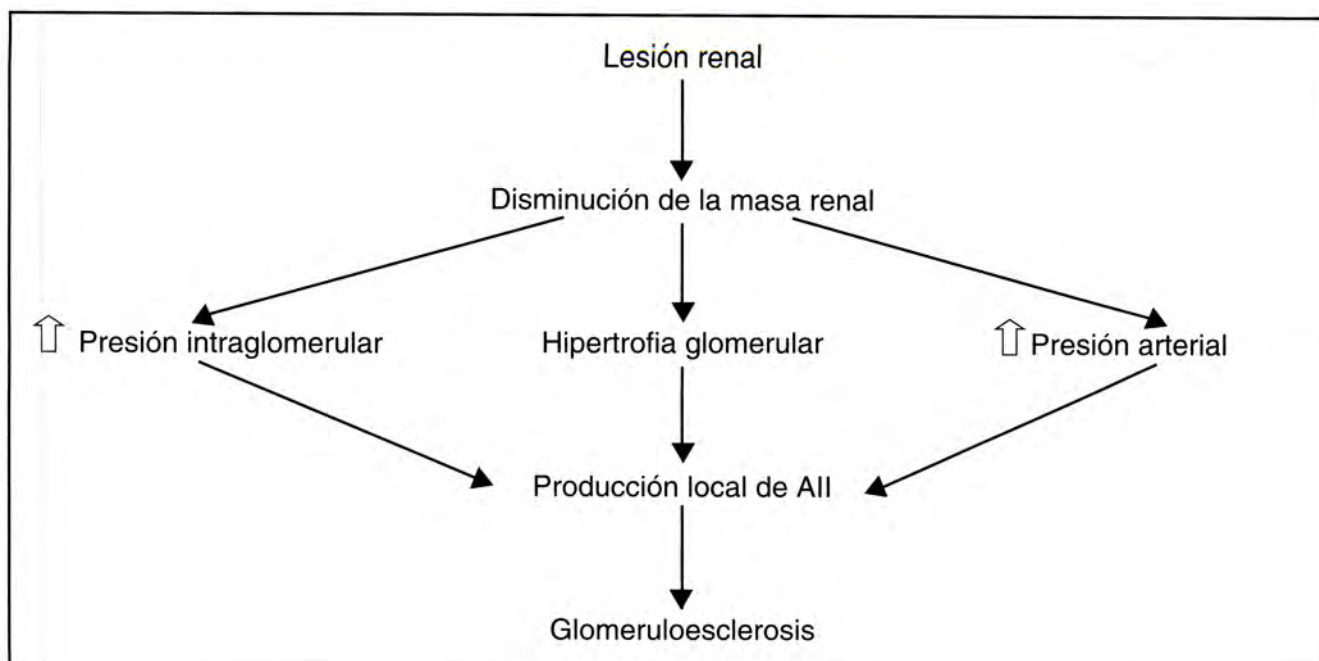 Lesión renal
Disminución de la masa renal
Presión intraglomerular
Hipertrofia glomerular
Presión arterial
Producción local de AII
Glomeruloesclerosis